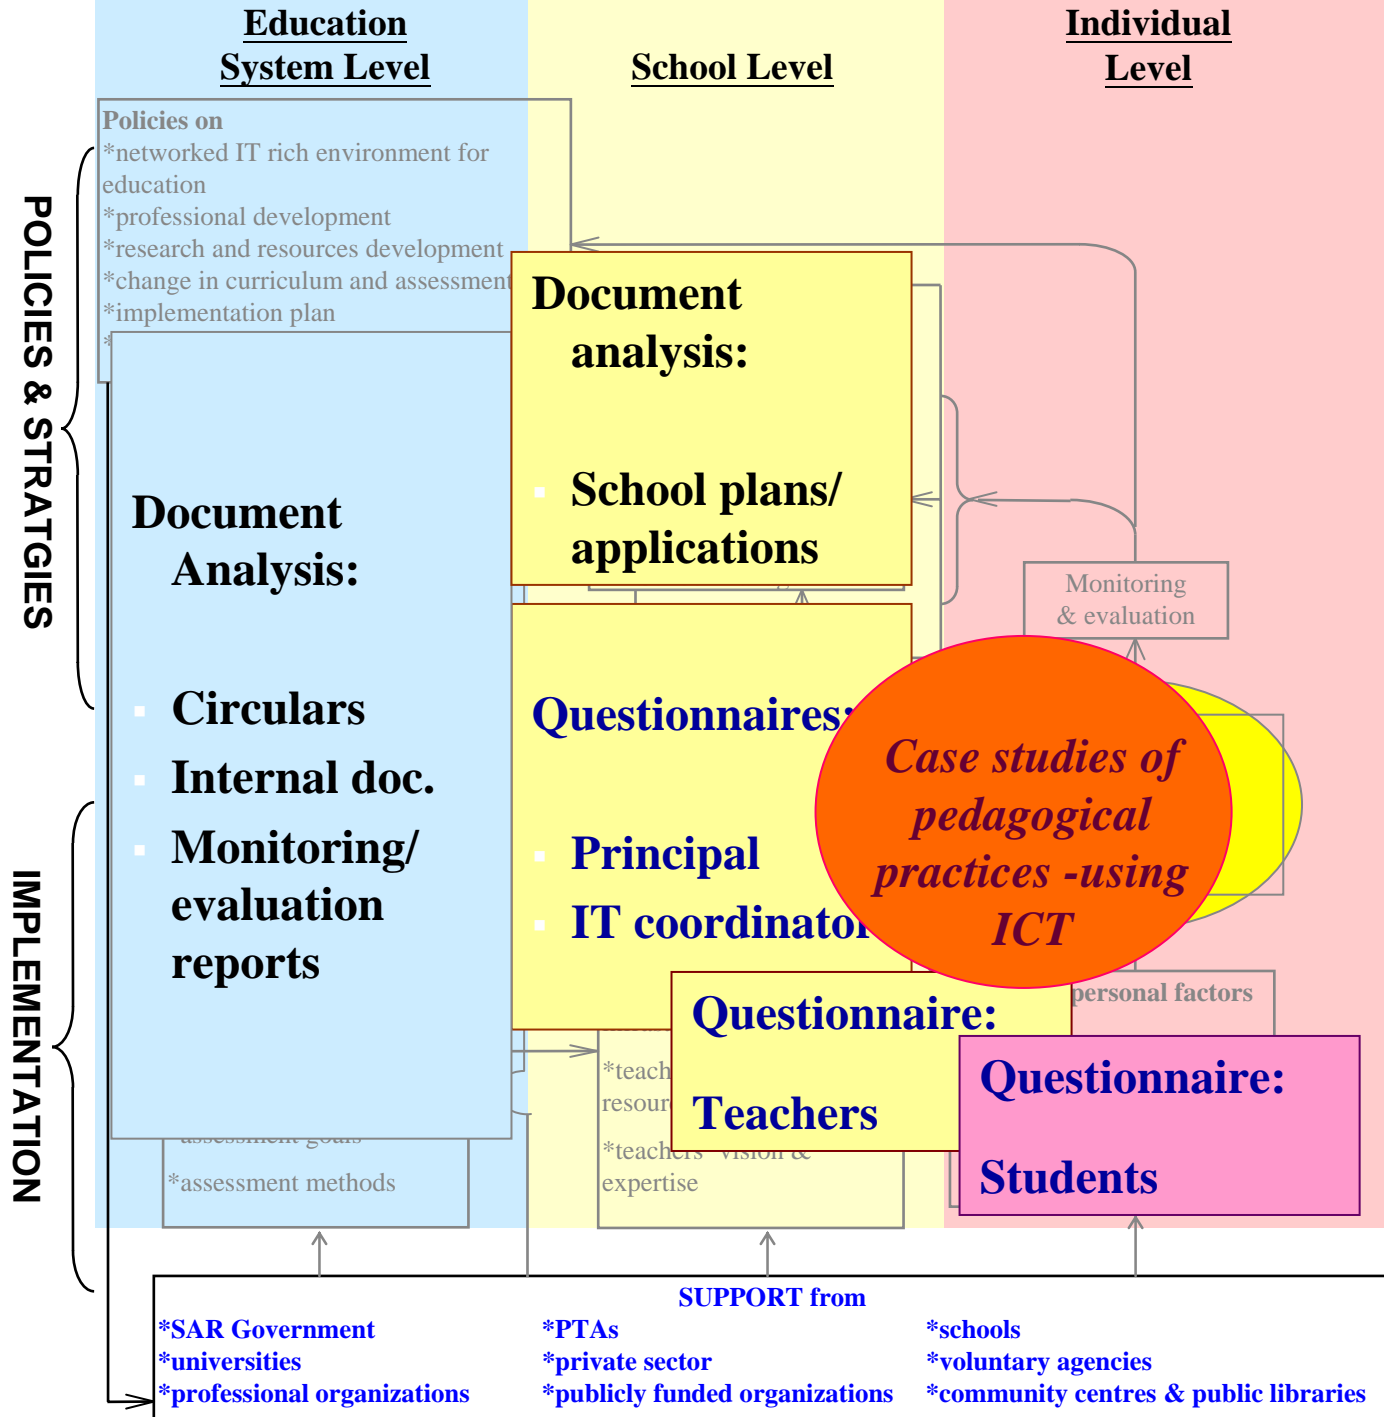 Education
System Level
School Level
Individual
Level
POLICIES & STRATGIES
IMPLEMENTATION
Policies on
*networked IT rich environment for
education
*professional development
*research and resources development
*change in curriculum and assessment
*implementation plan
*
Document
Analysis:
Circulars
Internal doc.
Monitoring/
evaluation
reports
assessment goals
*assessment methods
Document
analysis:
School plans/
applications
Questionnaires:
Principal
IT coordinator
Monitoring
& evaluation
Case studies of
pedagogical
practices -using
ICT
personal factors
Questionnaire:
Teachers
*teach
resour
*teachers' vision &
expertise
Questionnaire:
Students
SUPPORT from
*SAR Government
*universities
*professional organizations
*PTAs
*private sector
*publicly funded organizations
*schools
*voluntary agencies
*community centres & public libraries